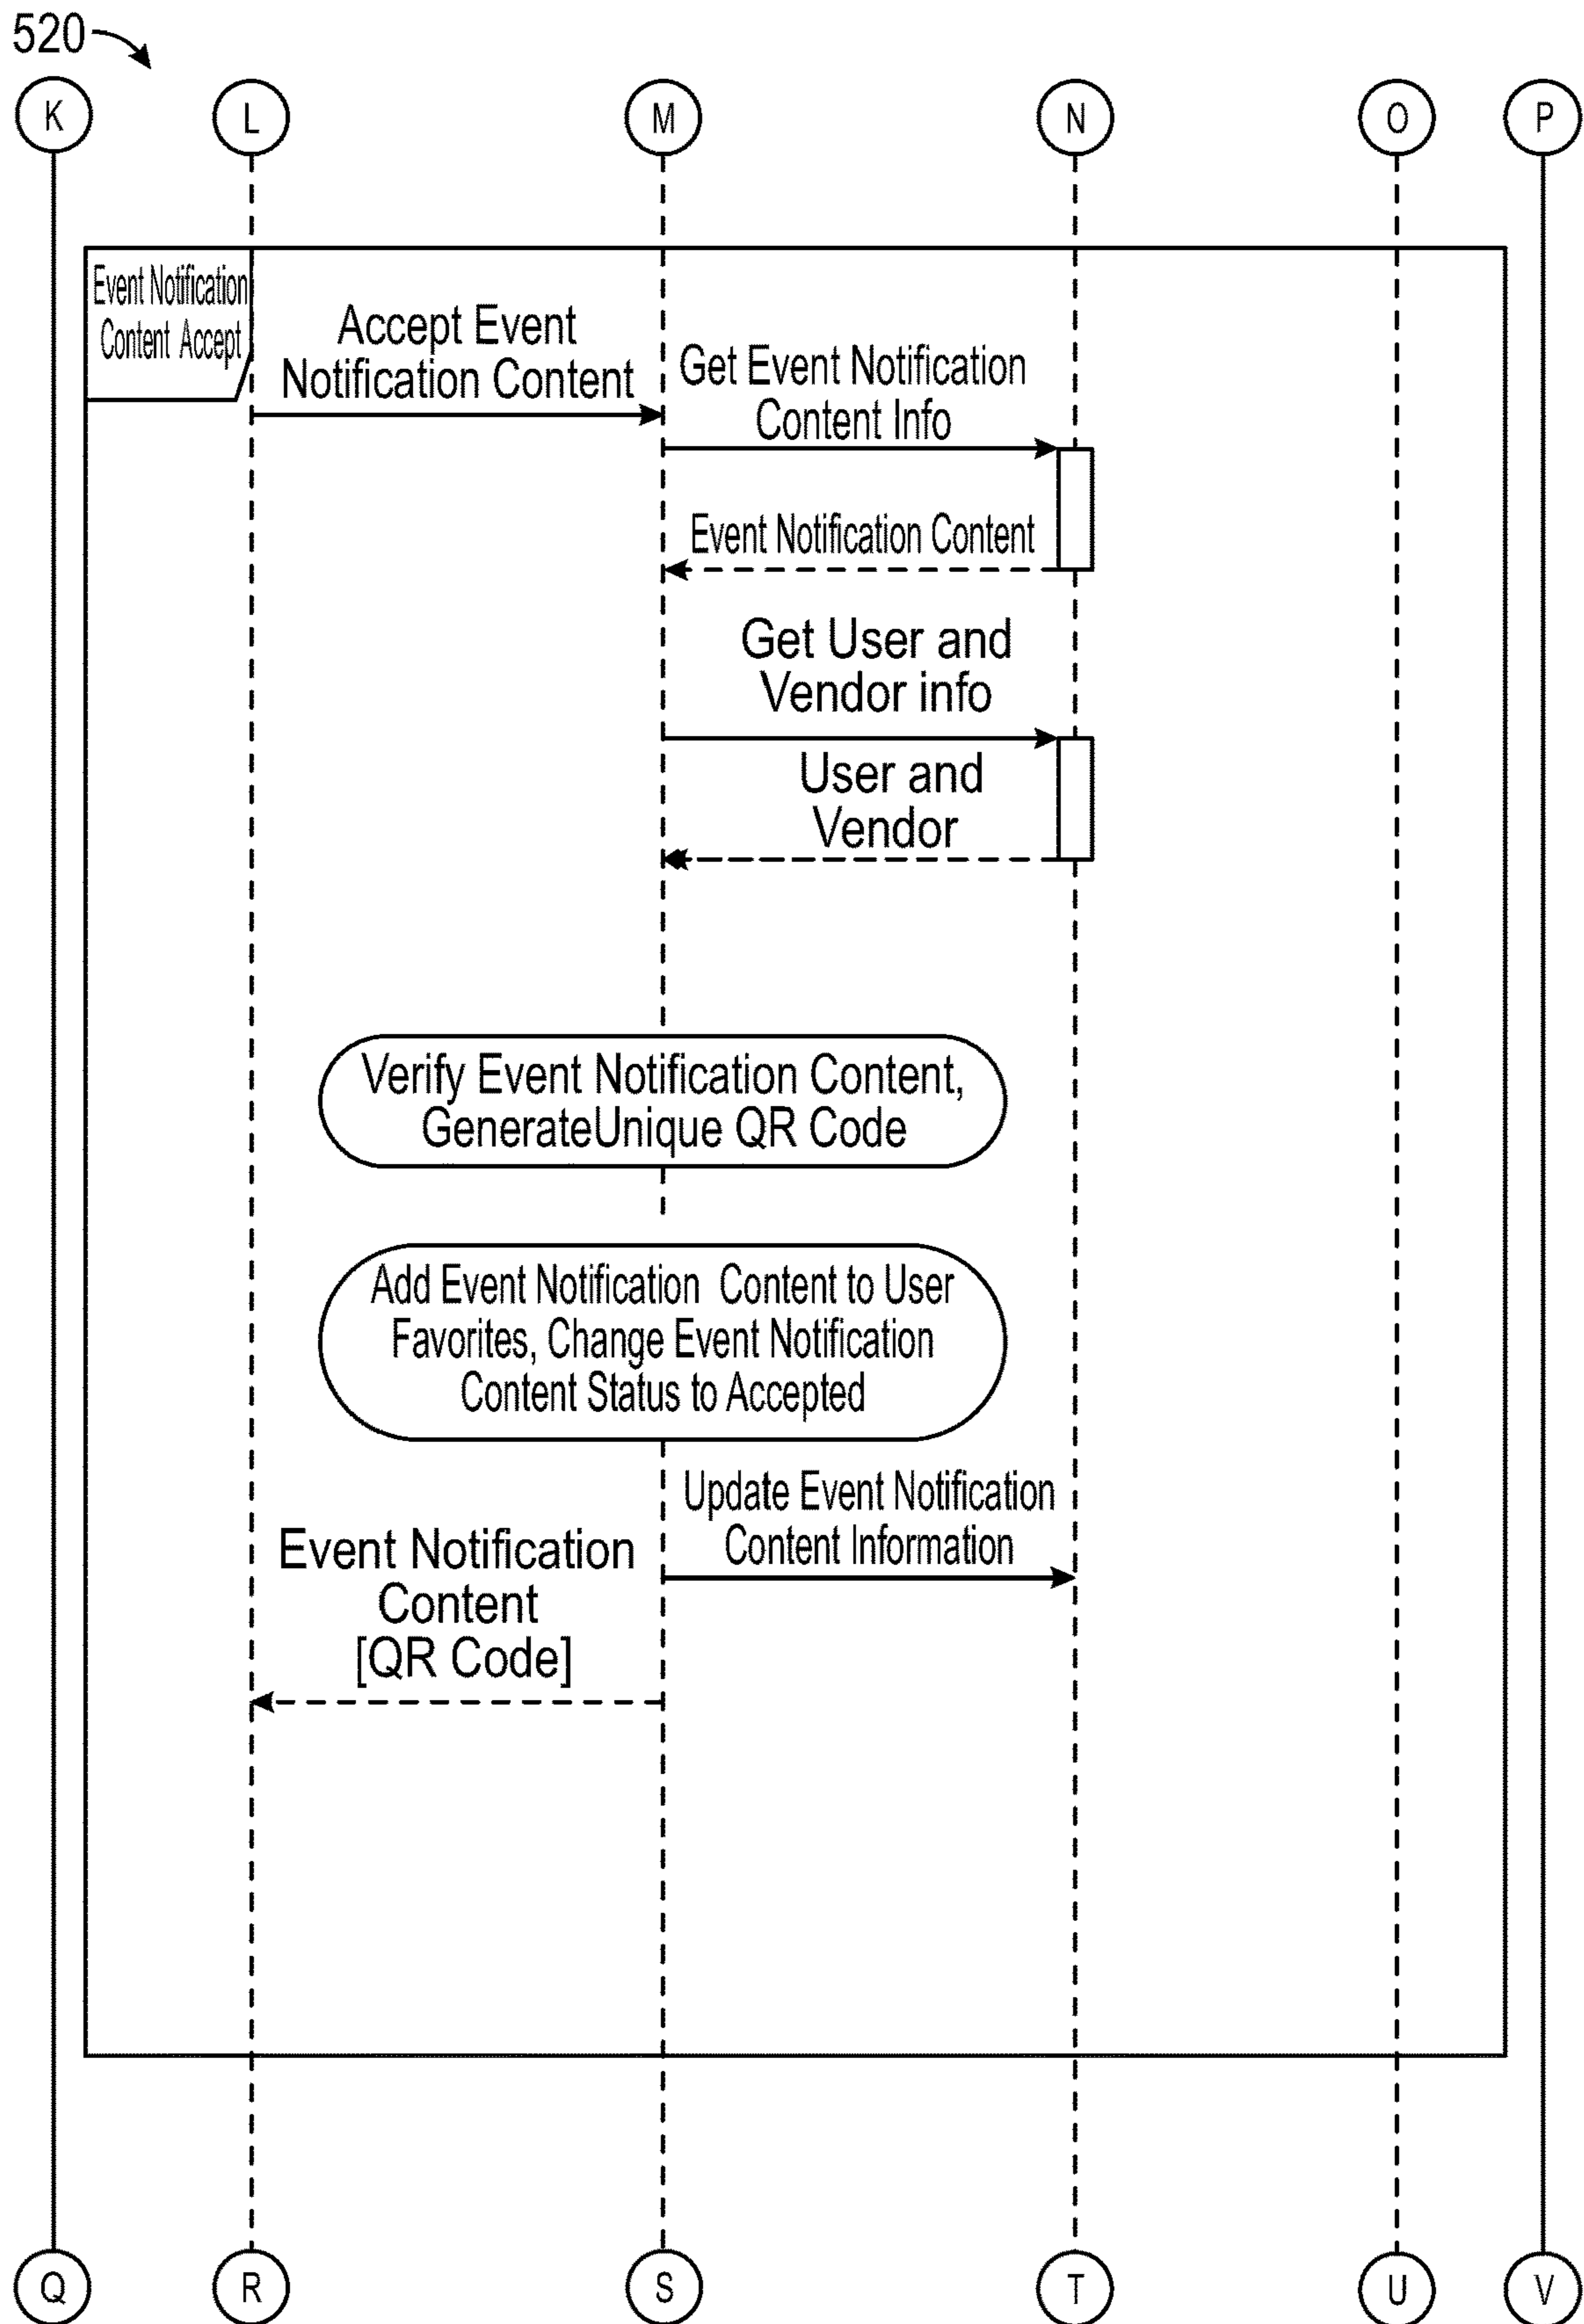 520
K
L
M
N
O
P
Event Notification
Content Accept
Accept Event
Notification Content
Get Event Notification
Content Info
Event Notification Content
Get User and
Vendor info
User and
Vendor
Verify Event Notification Content,
GenerateUnique QR Code
Add Event Notification Content to User
Favorites, Change Event Notification
Content Status to Accepted
Update Event Notification
Content Information
Event Notification
Content
[QR Code]
Q
R
S
T
U
V